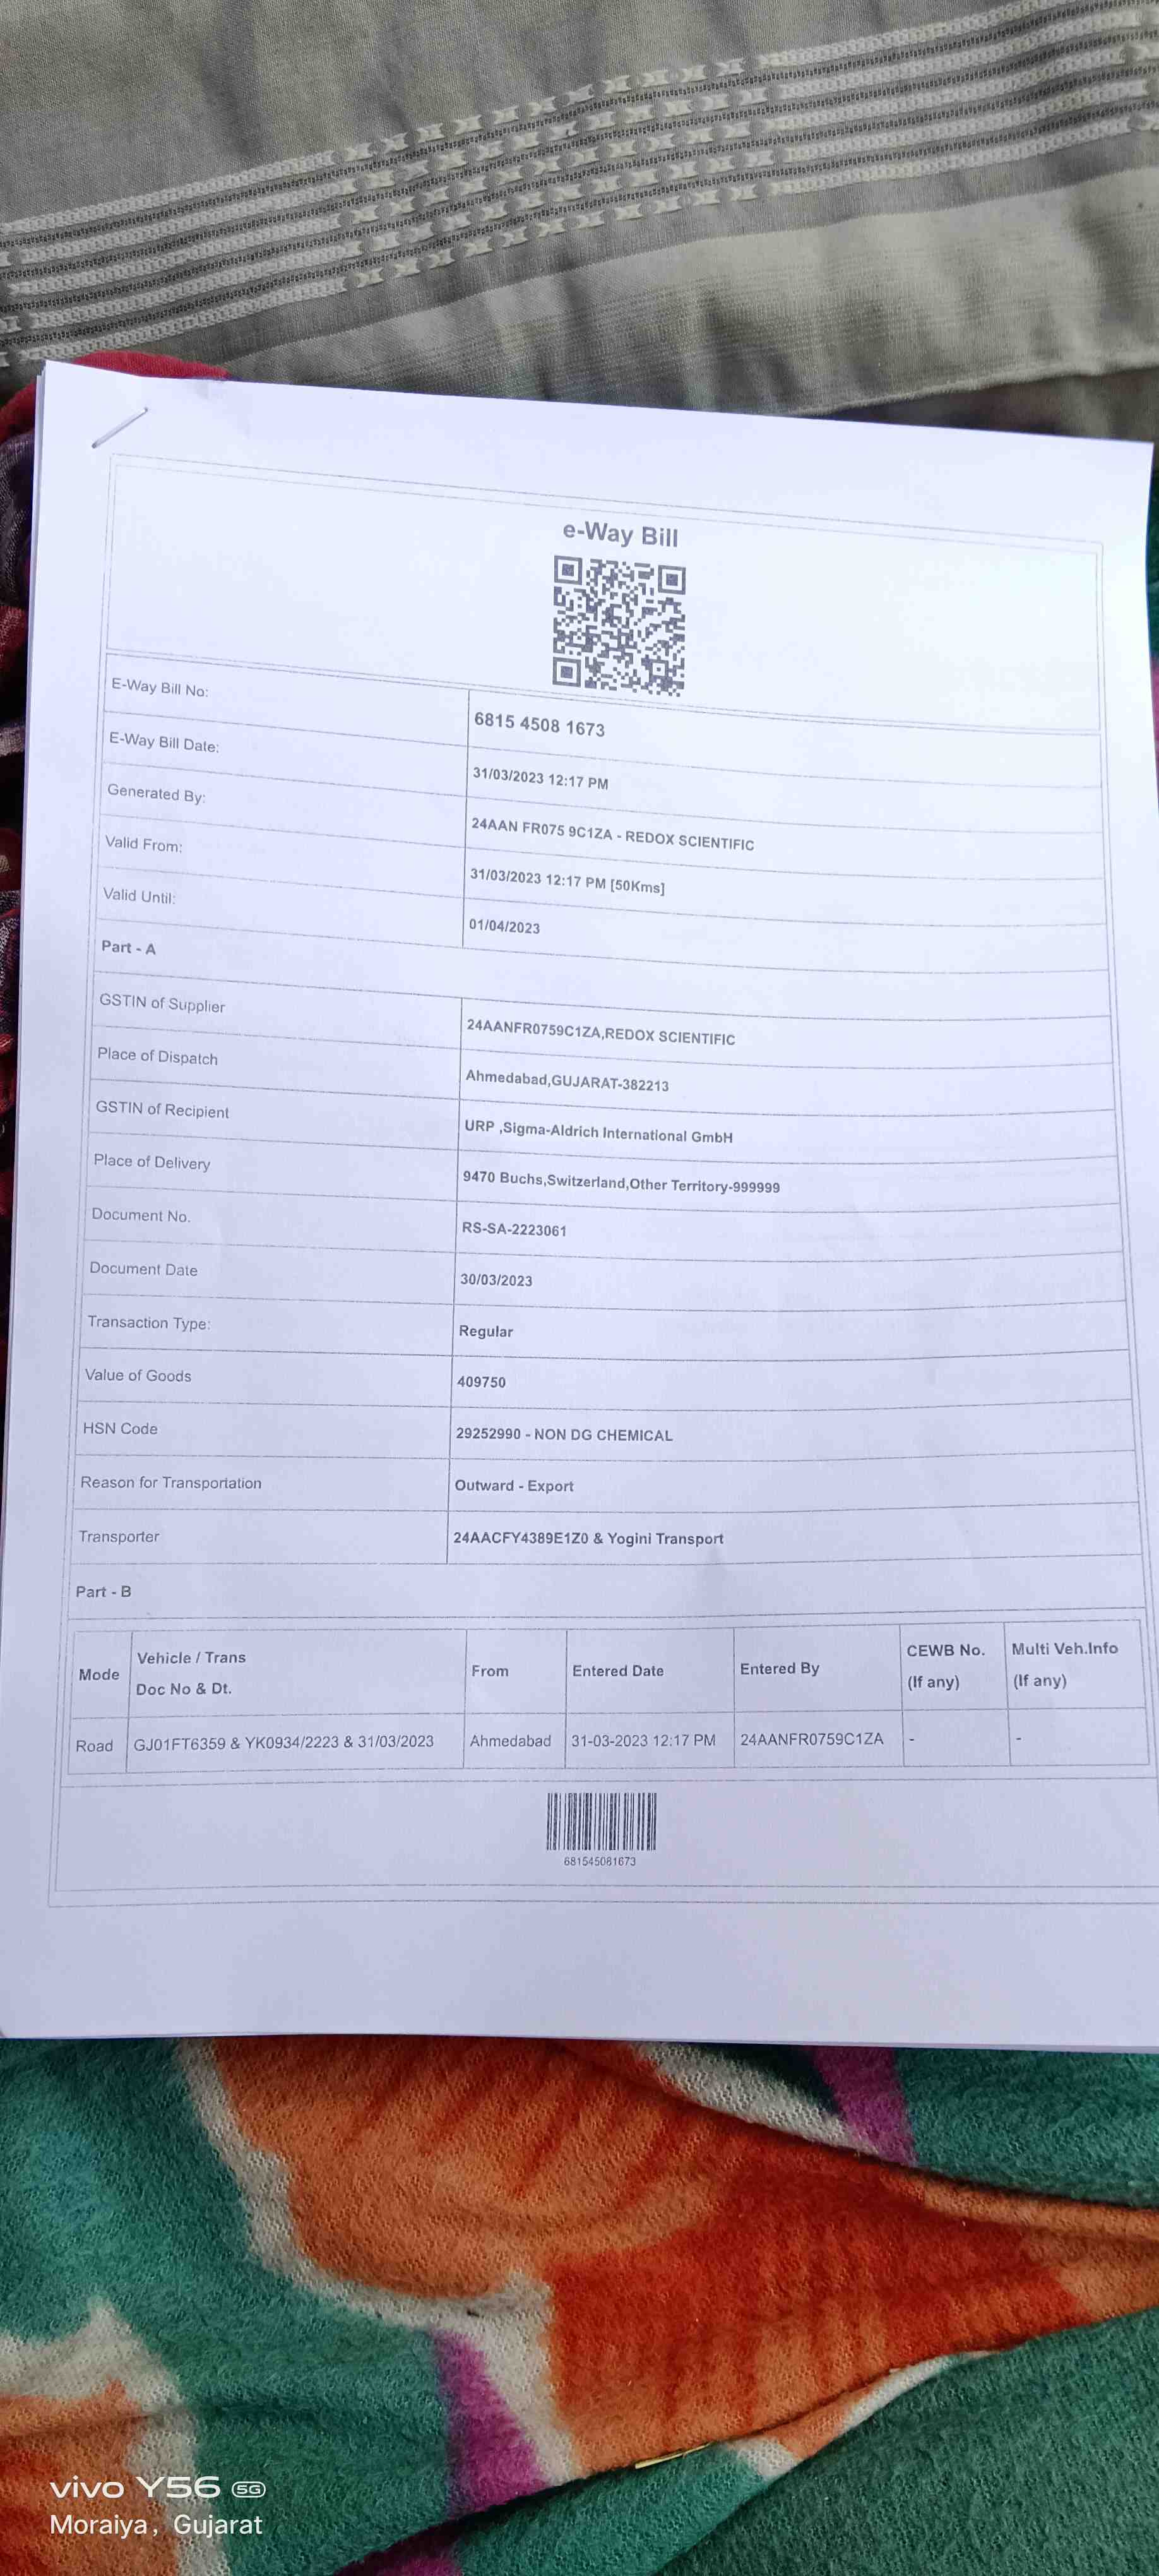 e-Way Bill
E-Way Bill No: 6815 4508 1673
E-Way Bill Date: 31/03/2023 12:17 PM
Generated By: 24AAN FR075 9C1ZA - REDOX SCIENTIFIC
Valid From: 31/03/2023 12:17 PM [50Kms]
Valid Until: 01/04/2023
Part - A
GSTIN of Supplier 24AANFR0759C1ZA,REDOX SCIENTIFIC
Place of Dispatch Ahmedabad,GUJARAT-382213
GSTIN of Recipient URP ,Sigma-Aldrich International GmbH
Place of Delivery 9470 Buchs,Switzerland,Other Territory-999999
Document No. RS-SA-2223061
Document Date 30/03/2023
Transaction Type: Regular
Value of Goods 409750
HSN Code 29252990 - NON DG CHEMICAL
Reason for Transportation Outward - Export
Transporter 24AACFY4389E1Z0 & Yogini Transport
Part - B
Mode Vehicle / Trans Doc No & Dt. From Entered Date Entered By CEWB No. (If any) Multi Veh.Info (If any)
Road GJ01FT6359 & YK0934/2223 & 31/03/2023 Ahmedabad 31-03-2023 12:17 PM 24AANFR0759C1ZA - -
681545081673
vivo Y56 5G
Moraiya, Gujarat